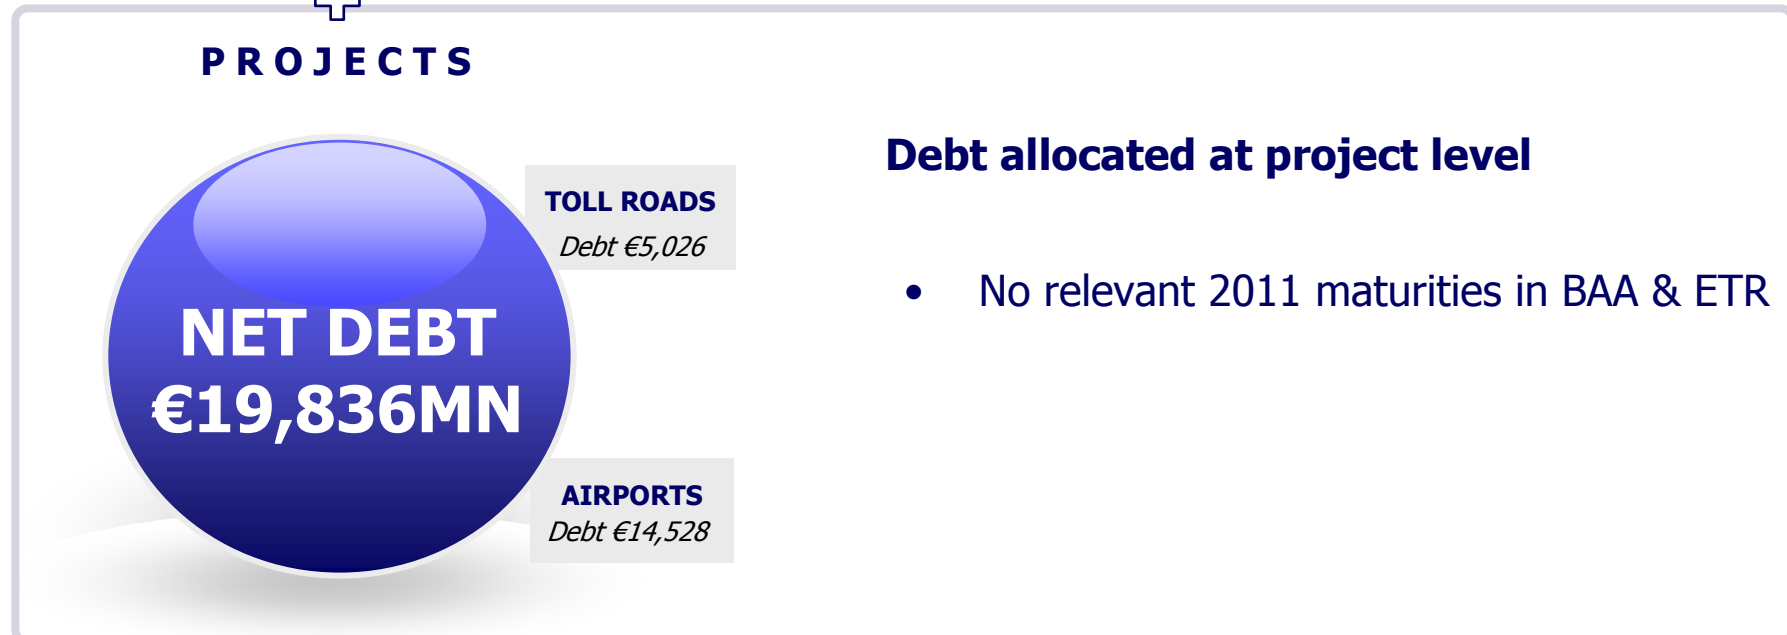 PROJECTS
TOLL ROADS
Debt €5,026
NET DEBT
€19,836MN
AIRPORTS
Debt €14,528
Debt allocated at project level
• No relevant 2011 maturities in BAA & ETR